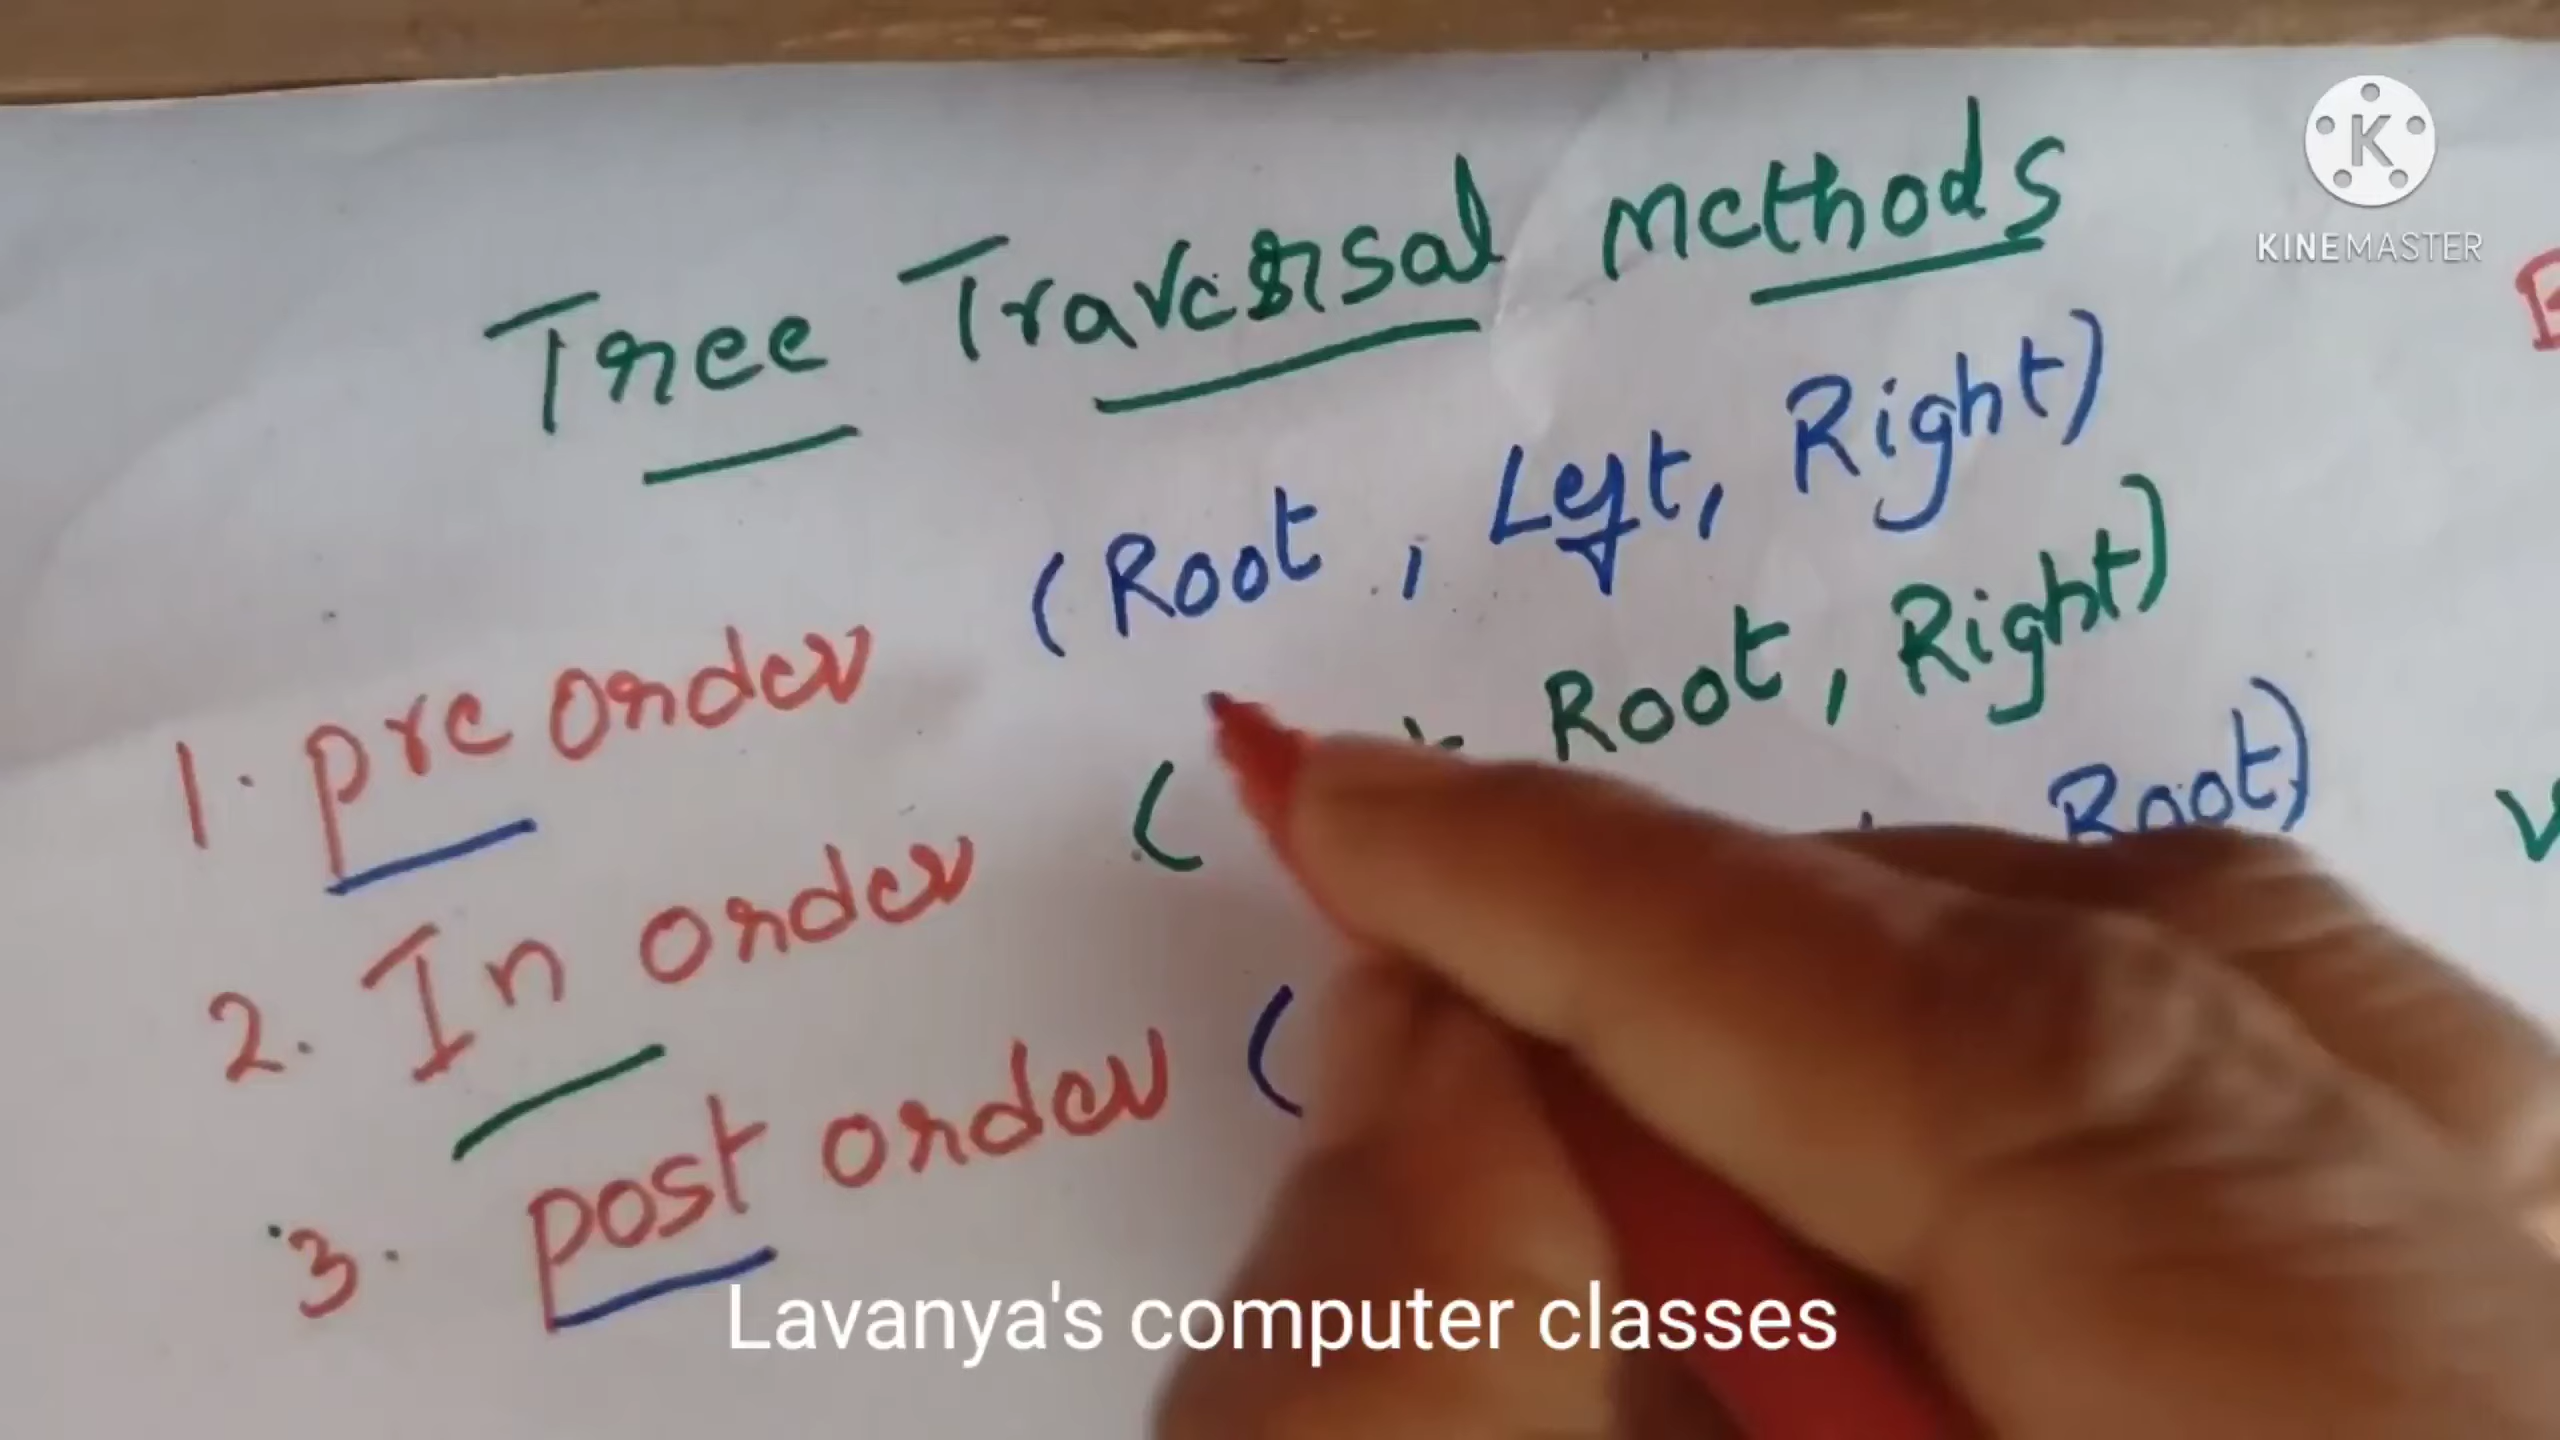 Tree Traversal methods
K
KINEMASTER
1. pre order (Root, Left, Right)
2. In order ( Root, Right)
3. post order ( Root)
Lavanya's computer classes